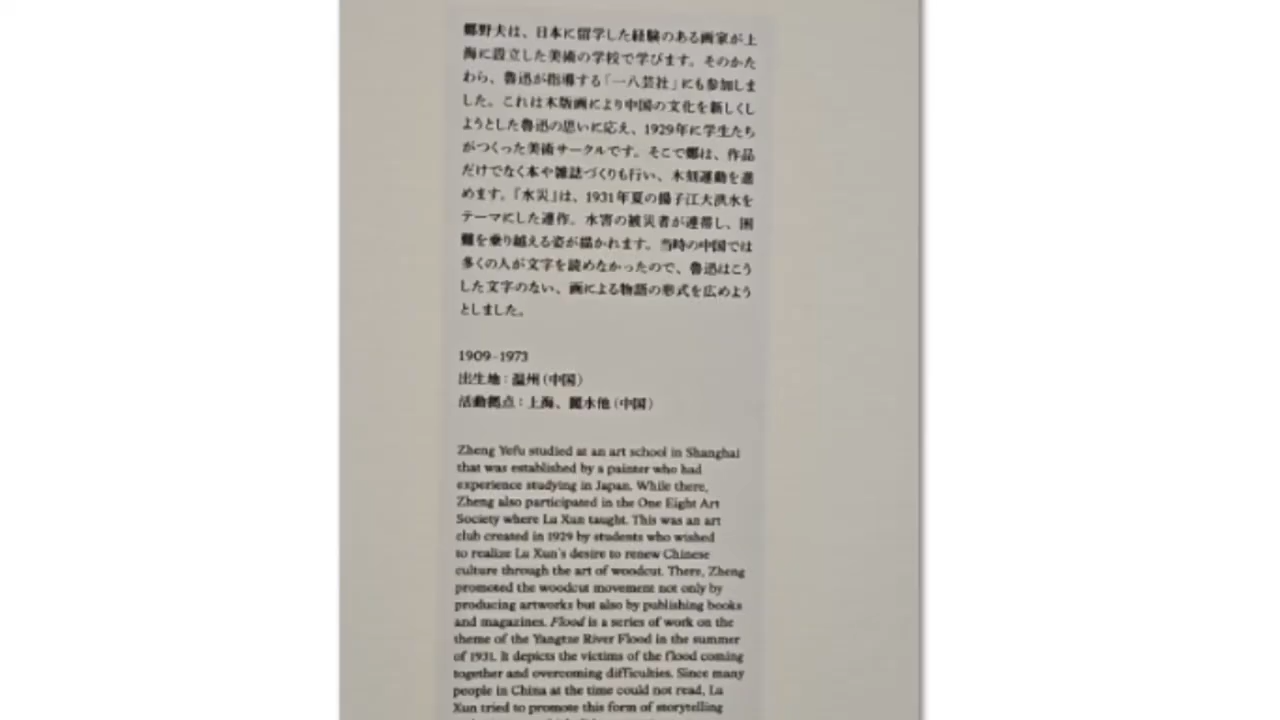 鄭野夫は、日本に留学した経験のある画家が上
海に設立した美術の学校で学びます。そのかた
わら、魯迅が指導する「一八芸社」にも参加しま
した。これは木版画により中国の文化を新しくし
ようとした魯迅の思いに応え、1929年に学生たち
がつくった美術サークルです。そこで鄭は、作品
だけでなく本や雑誌づくりも行い、木刻運動を進
めます。『水災』は、1931年夏の揚子江大洪水を
テーマにした連作。水害の被災者が連帯し、困
難を乗り越える姿が描かれます。当時の中国では
多くの人が文字を読めなかったので、魯迅はこう
した文字のない、画による物語の形式を広めよう
としました。
1909–1973
出生地：温州（中国）
活動拠点：上海、麗水他（中国）
Zheng Yefu studied at an art school in Shanghai
that was established by a painter who had
experience studying in Japan. While there,
Zheng also participated in the One Eight Art
Society where Lu Xun taught. This was an art
club created in 1929 by students who wished
to realize Lu Xun's desire to renew Chinese
culture through the art of woodcut. There, Zheng
promoted the woodcut movement not only by
producing artworks but also by publishing books
and magazines. Flood is a series of work on the
theme of the Yangtze River Flood in the summer
of 1931. It depicts the victims of the flood coming
together and overcoming difficulties. Since many
people in China at the time could not read, Lu
Xun tried to promote this form of storytelling